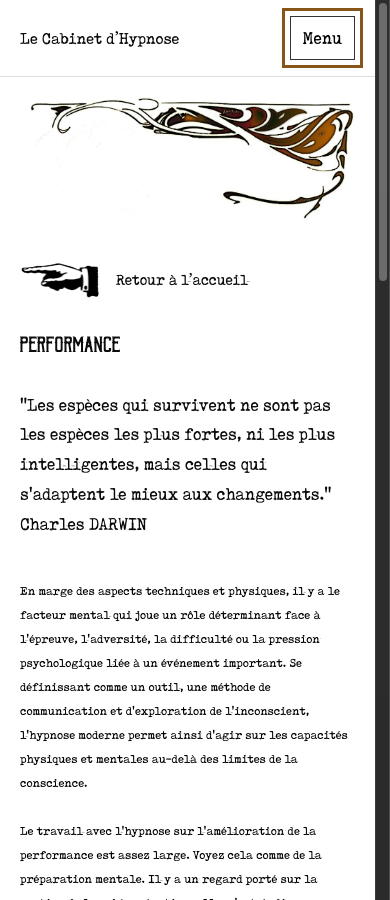 Le Cabinet d'Hypnose
Menu
Retour à l'accueil
PERFORMANCE
"Les espèces qui survivent ne sont pas
les espèces les plus fortes, ni les plus
intelligentes, mais celles qui
s'adaptent le mieux aux changements."
Charles DARWIN
En marge des aspects techniques et physiques, il y a le
facteur mental qui joue un rôle déterminant face à
l'épreuve, l'adversité, la difficulté ou la pression
psychologique liée à un événement important. Se
définissant comme un outil, une méthode de
communication et d'exploration de l'inconscient,
l'hypnose moderne permet ainsi d'agir sur les capacités
physiques et mentales au-delà des limites de la
conscience.
Le travail avec l'hypnose sur l'amélioration de la
performance est assez large. Voyez cela comme de la
préparation mentale. Il y a un regard porté sur la